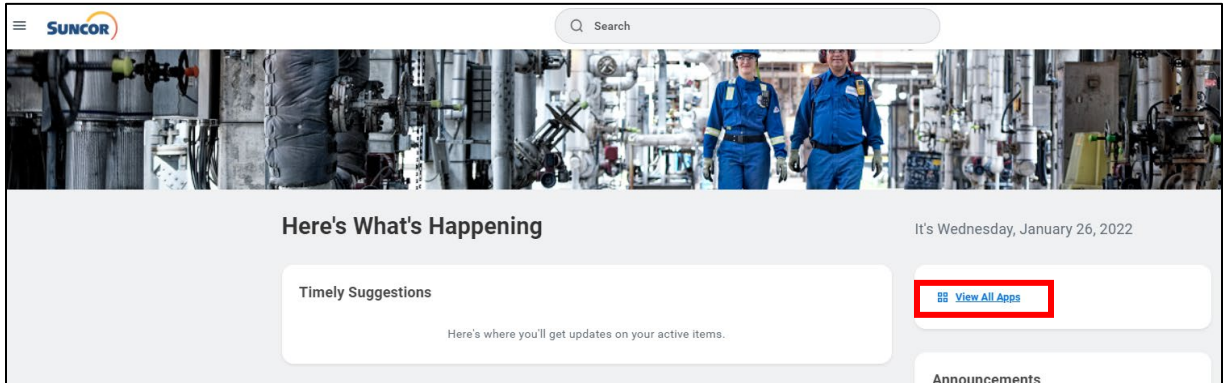 SUNCOR
Search
Here's What's Happening
It's Wednesday, January 26, 2022
Timely Suggestions
View All Apps
Here's where you'll get updates on your active items.
Announcements